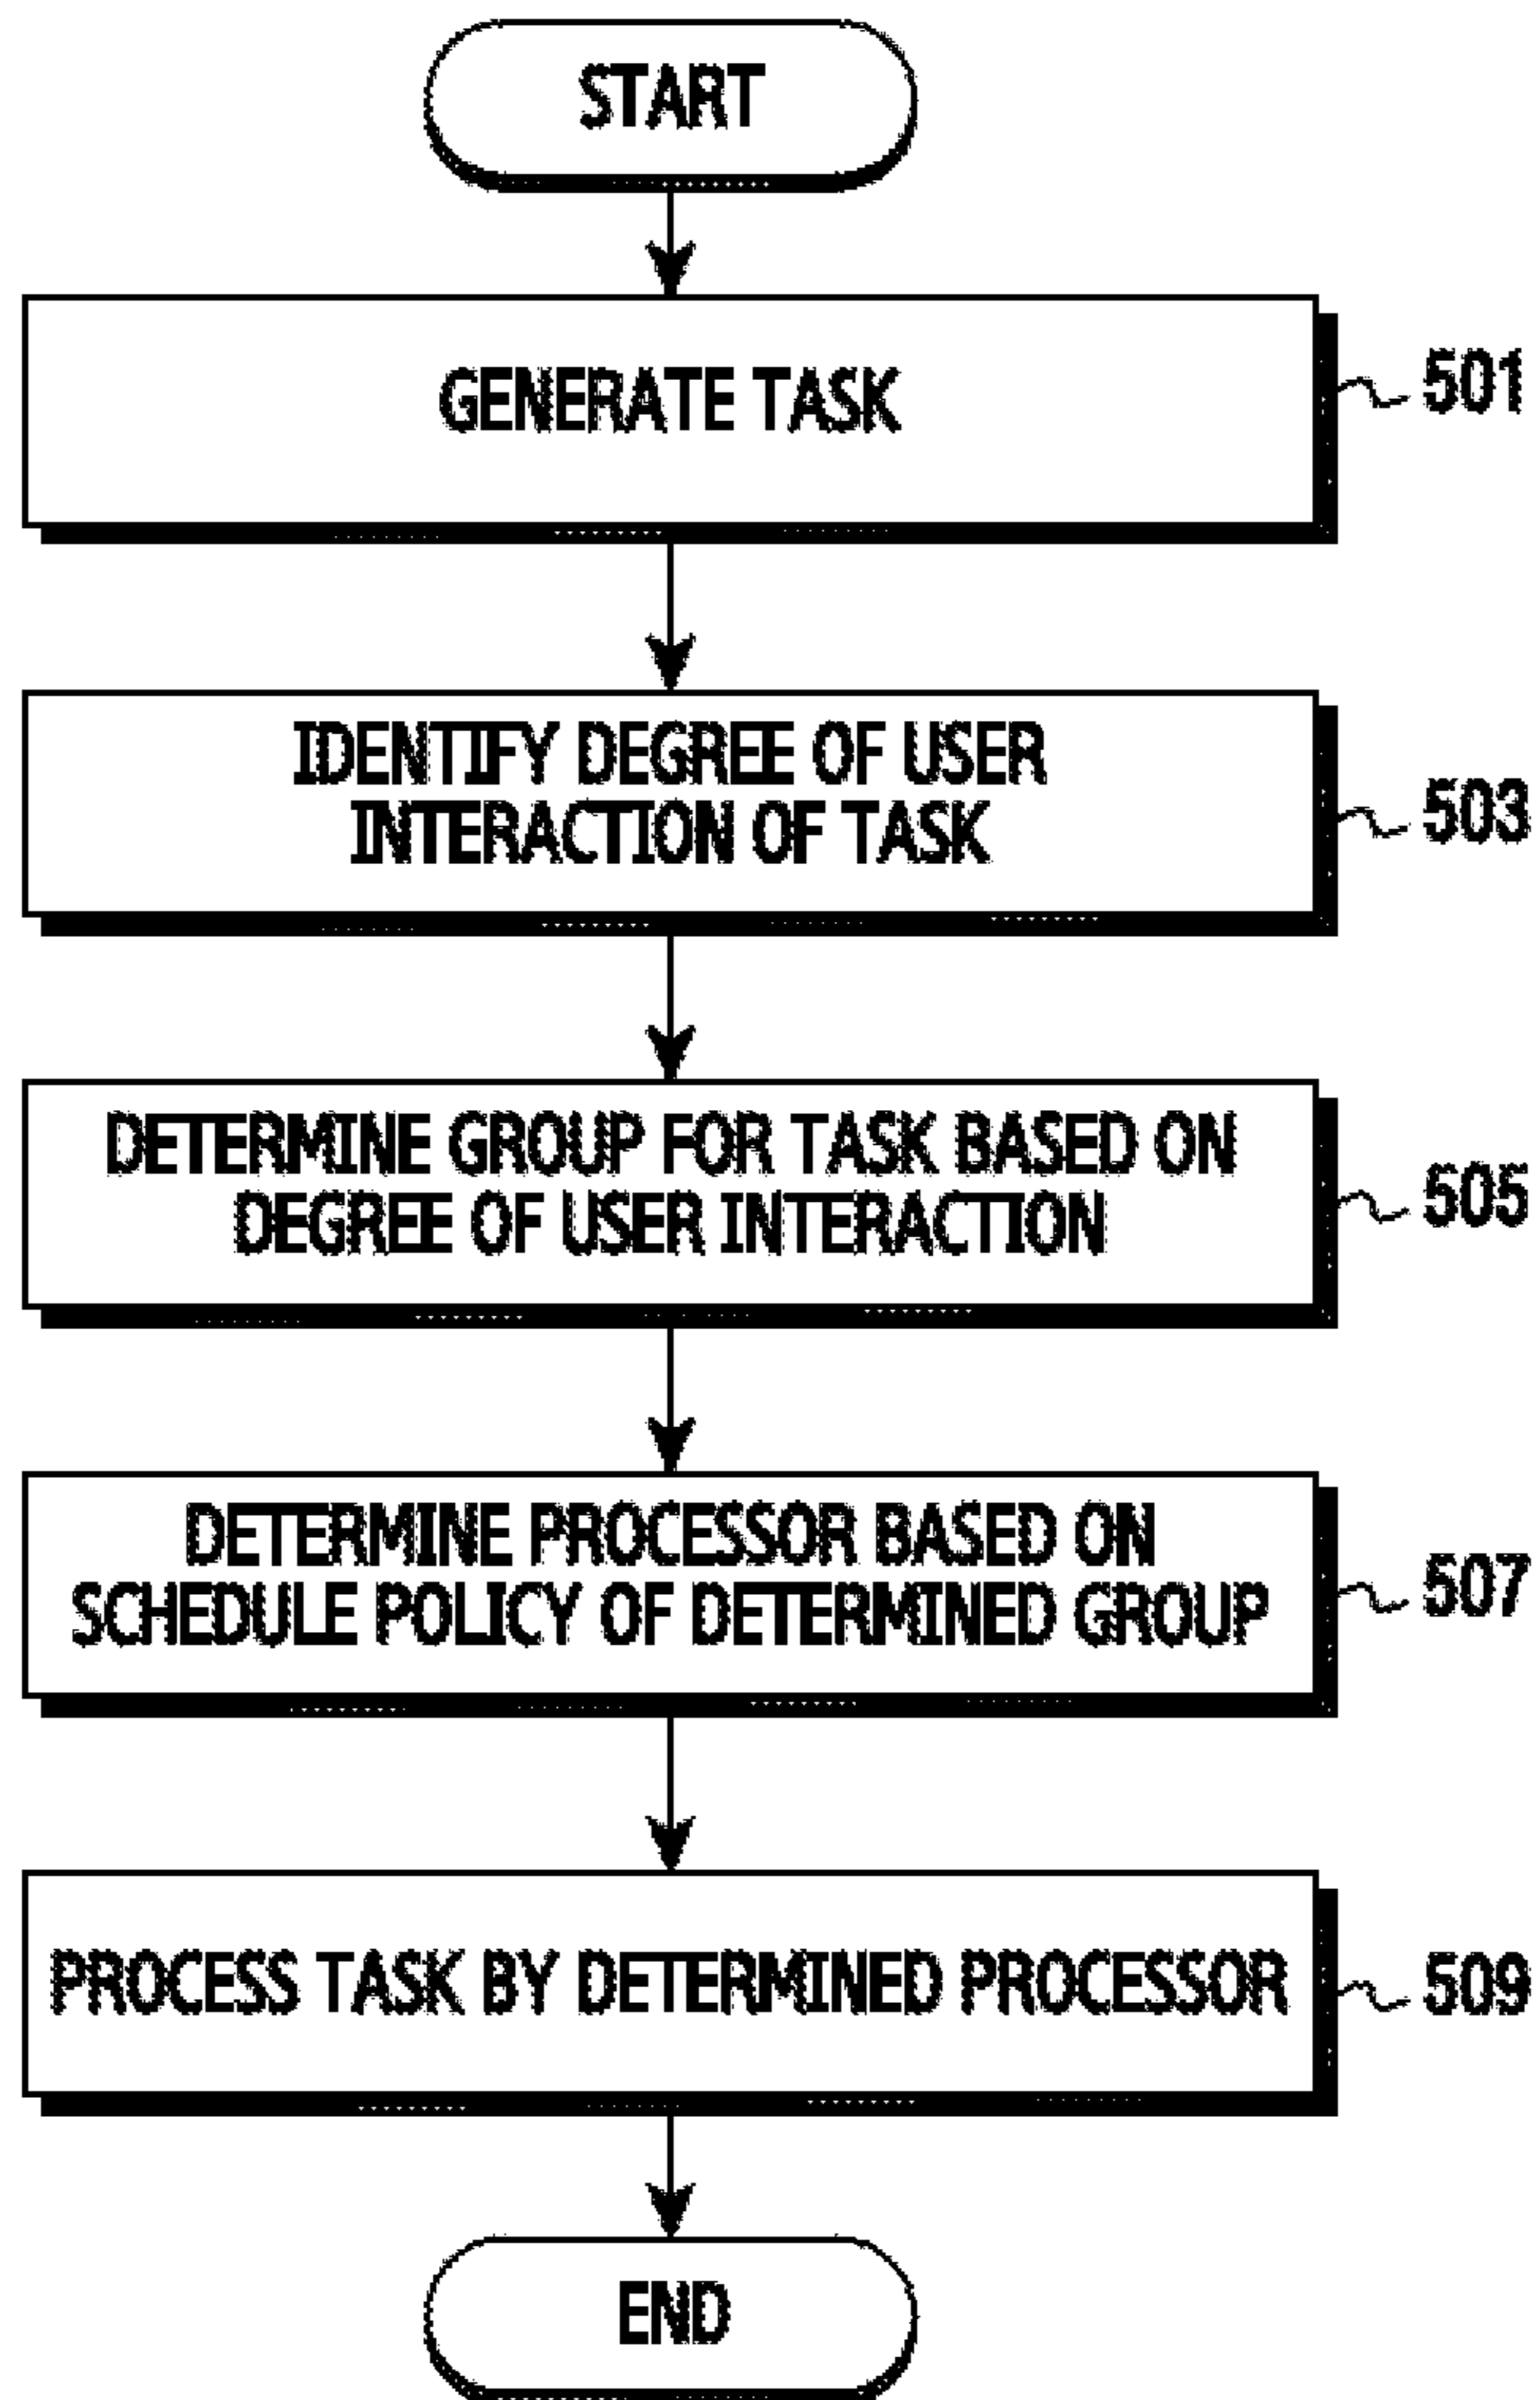 START
GENERATE TASK
501
IDENTIFY DEGREE OF USER
INTERACTION OF TASK
503
DETERMINE GROUP FOR TASK BASED ON
DEGREE OF USER INTERACTION
505
DETERMINE PROCESSOR BASED ON
SCHEDULE POLICY OF DETERMINED GROUP
507
PROCESS TASK BY DETERMINED PROCESSOR
509
END